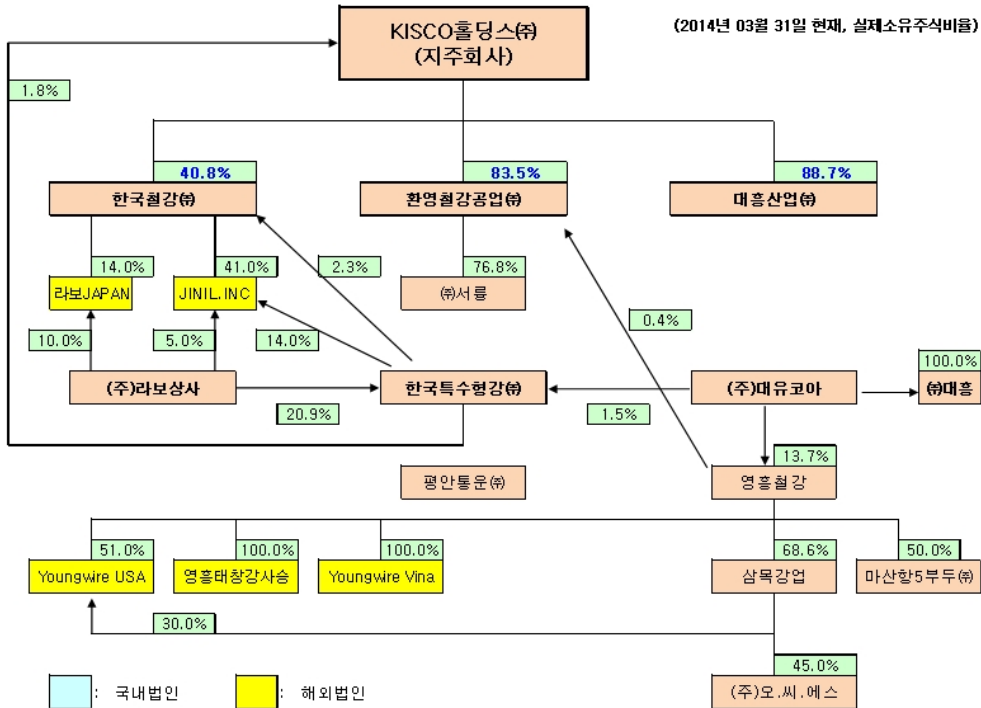 KISCO홀딩스㈜
(지주회사)
(2014년 03월 31일 현재, 실제소유주식비율)
1.8%
40.8%
83.5%
88.7%
한국철강㈜
환영철강공업㈜
대흥산업㈜
14.0%
41.0%
2.3%
76.8%
라보JAPAN
JINIL.INC
㈜서륭
0.4%
10.0%
5.0%
14.0%
100.0%
(주)라보상사
한국특수형강㈜
(주)대유코아
㈜대흥
20.9%
1.5%
13.7%
평안통운㈜
영흥철강
51.0%
100.0%
100.0%
68.6%
50.0%
Youngwire USA
영흥태창강사승
Youngwire Vina
삼목강업
마산항5부두㈜
30.0%
45.0%
: 국내법인
: 해외법인
(주)오.씨.에스